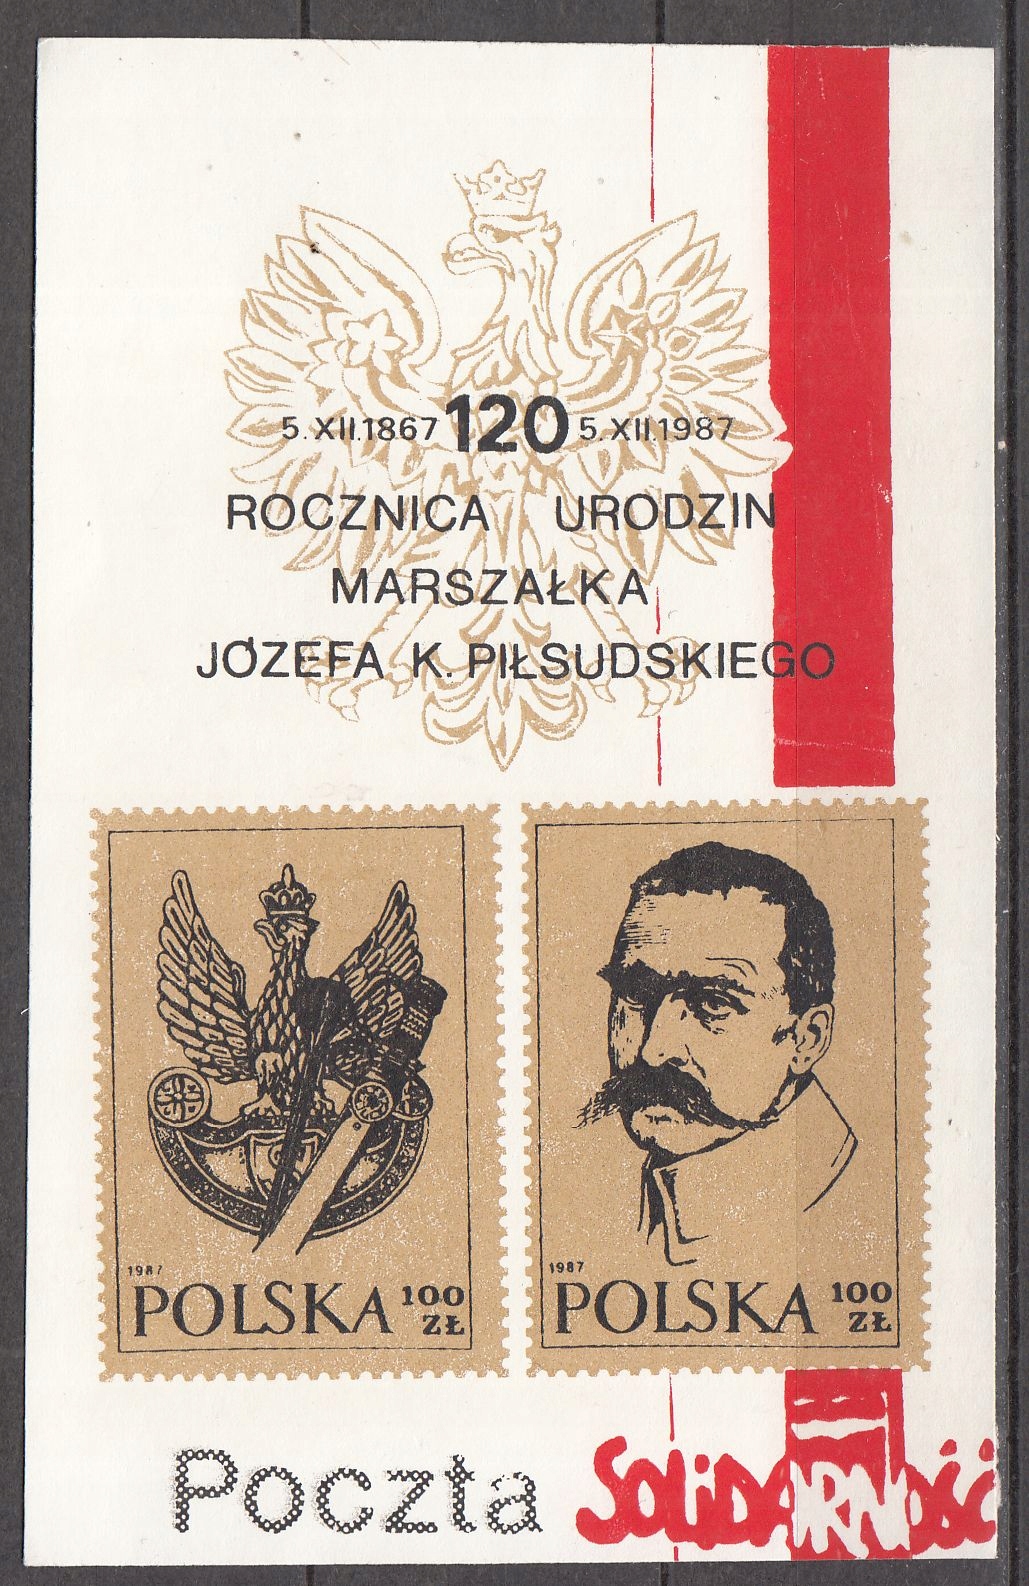 5.XII.1867 120 5.XII.1987
ROCZNICA URODZIN
MARSZAŁKA
JÓZEFA K. PIŁSUDSKIEGO
1987
POLSKA 100 ZŁ
1987
POLSKA 100 ZŁ
Poczta SOLIDARNOŚĆ